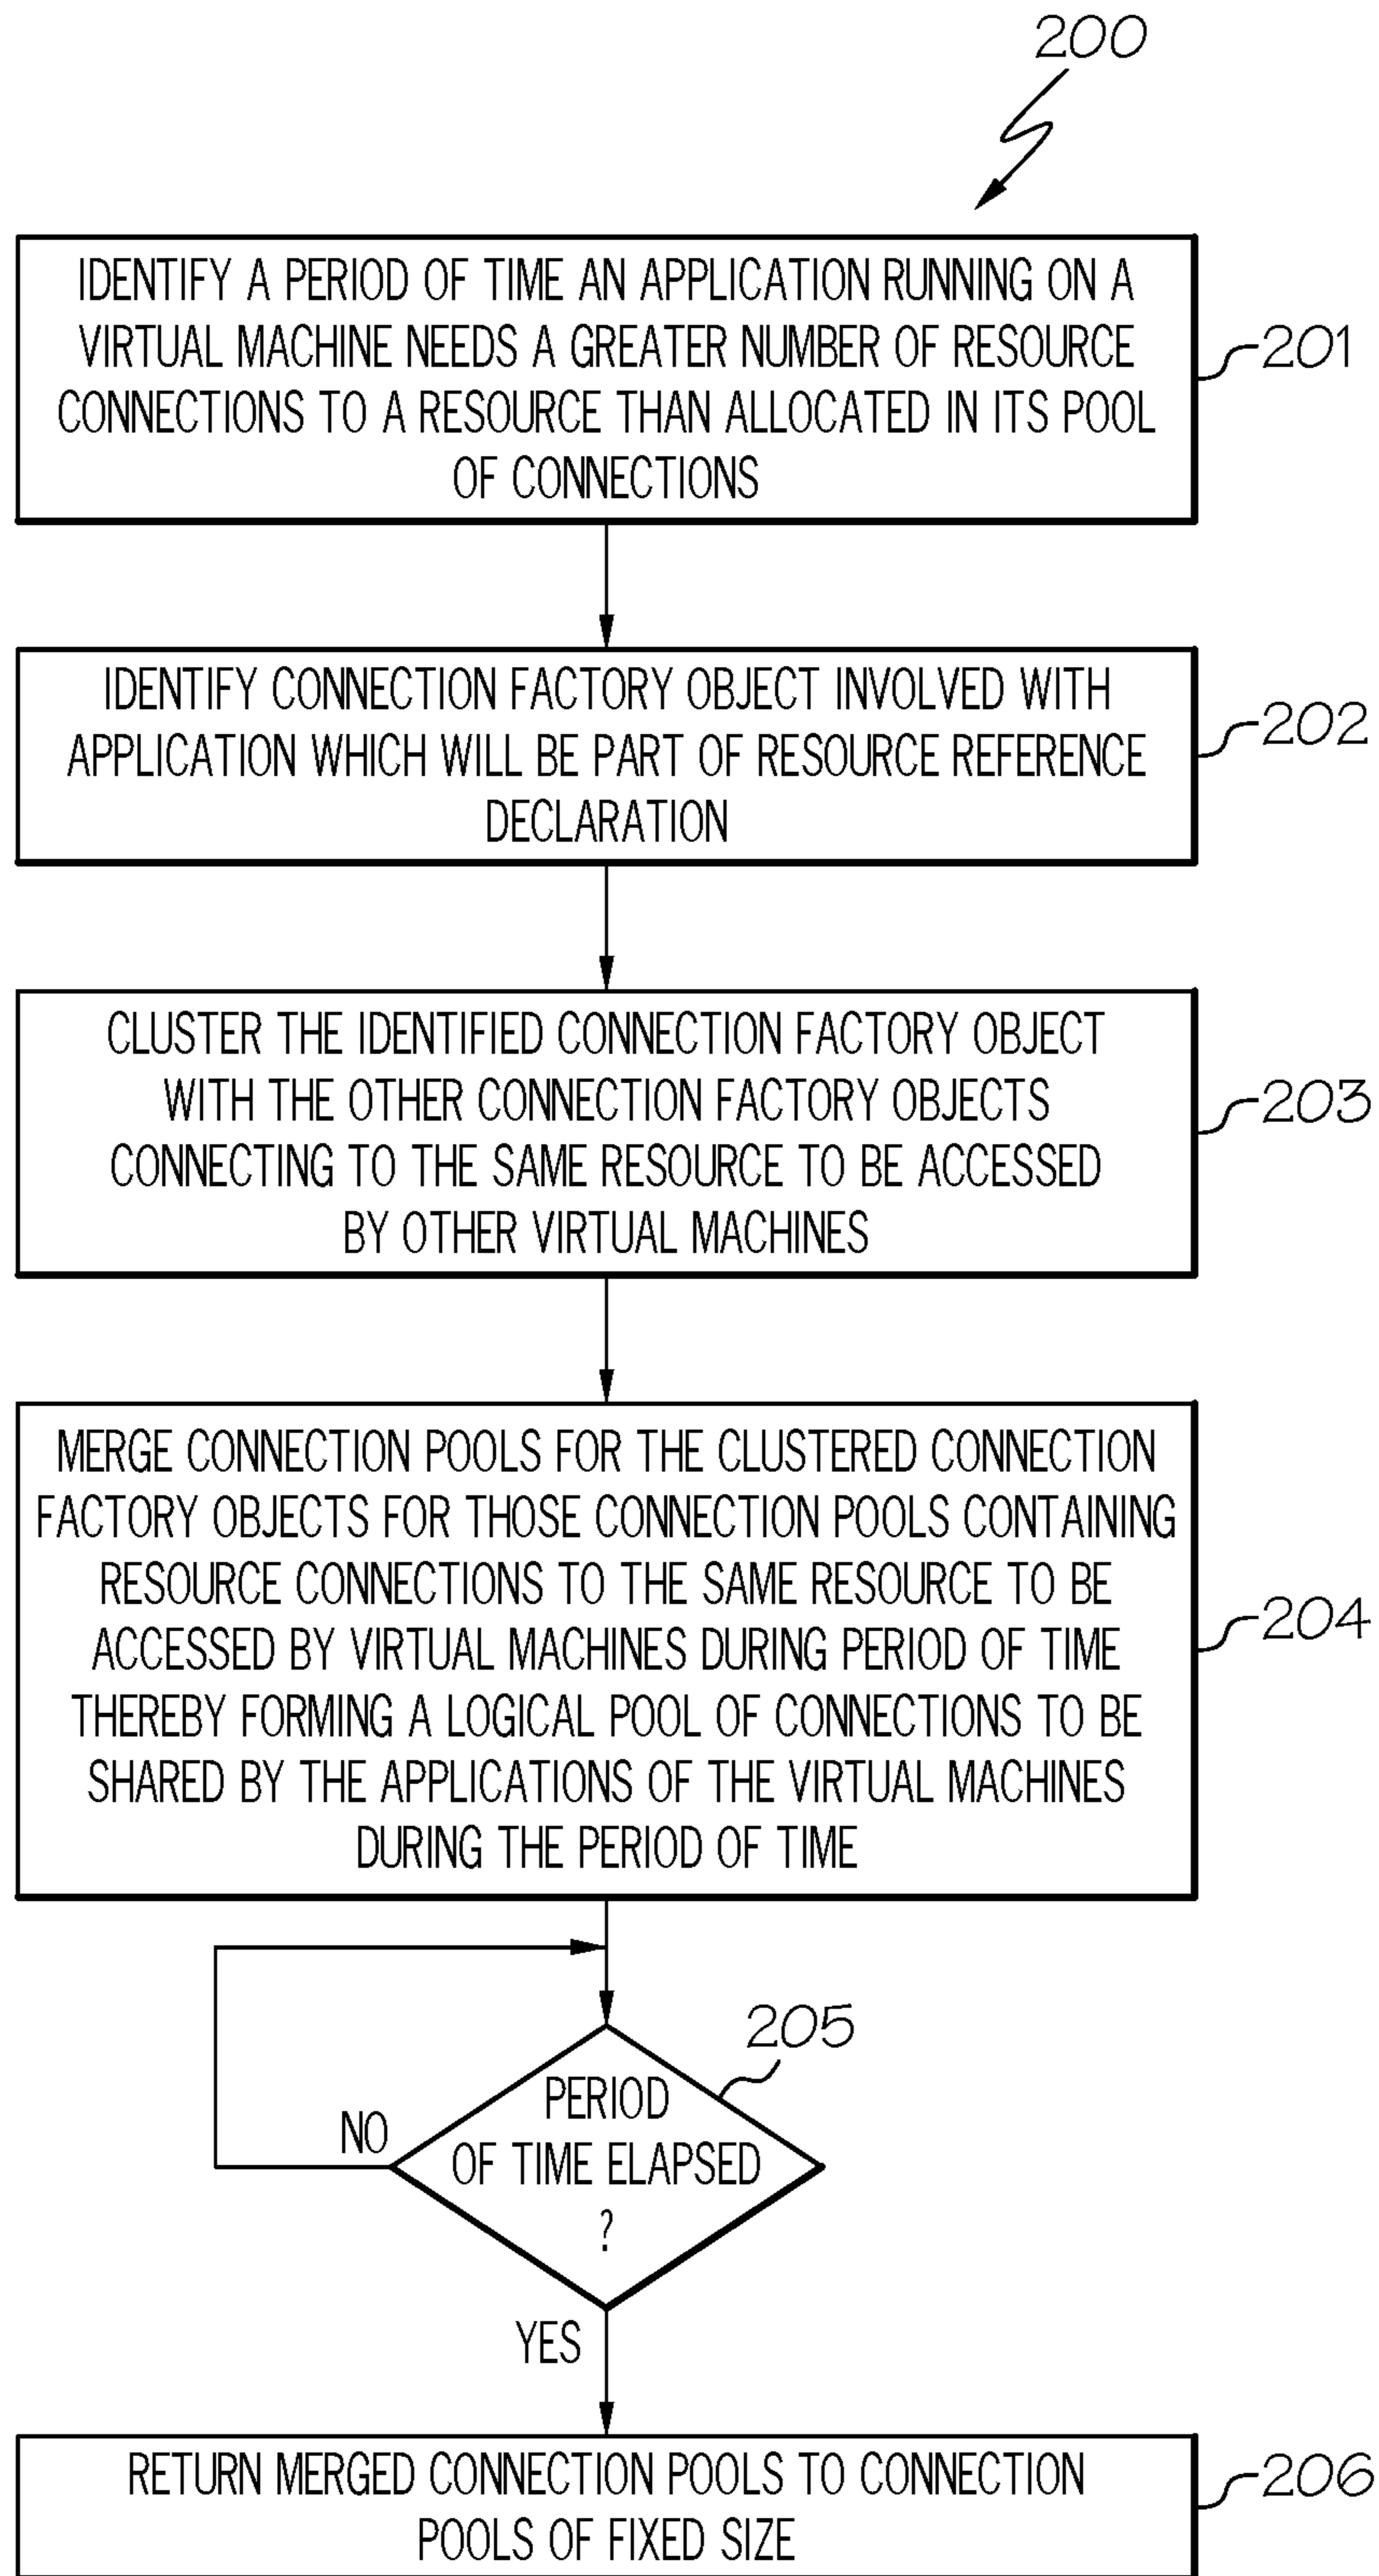 200
IDENTIFY A PERIOD OF TIME AN APPLICATION RUNNING ON A
VIRTUAL MACHINE NEEDS A GREATER NUMBER OF RESOURCE
CONNECTIONS TO A RESOURCE THAN ALLOCATED IN ITS POOL
OF CONNECTIONS
201
IDENTIFY CONNECTION FACTORY OBJECT INVOLVED WITH
APPLICATION WHICH WILL BE PART OF RESOURCE REFERENCE
DECLARATION
202
CLUSTER THE IDENTIFIED CONNECTION FACTORY OBJECT
WITH THE OTHER CONNECTION FACTORY OBJECTS
CONNECTING TO THE SAME RESOURCE TO BE ACCESSED
BY OTHER VIRTUAL MACHINES
203
MERGE CONNECTION POOLS FOR THE CLUSTERED CONNECTION
FACTORY OBJECTS FOR THOSE CONNECTION POOLS CONTAINING
RESOURCE CONNECTIONS TO THE SAME RESOURCE TO BE
ACCESSED BY VIRTUAL MACHINES DURING PERIOD OF TIME
THEREBY FORMING A LOGICAL POOL OF CONNECTIONS TO BE
SHARED BY THE APPLICATIONS OF THE VIRTUAL MACHINES
DURING THE PERIOD OF TIME
204
205
PERIOD
OF TIME ELAPSED
?
NO
YES
RETURN MERGED CONNECTION POOLS TO CONNECTION
POOLS OF FIXED SIZE
206